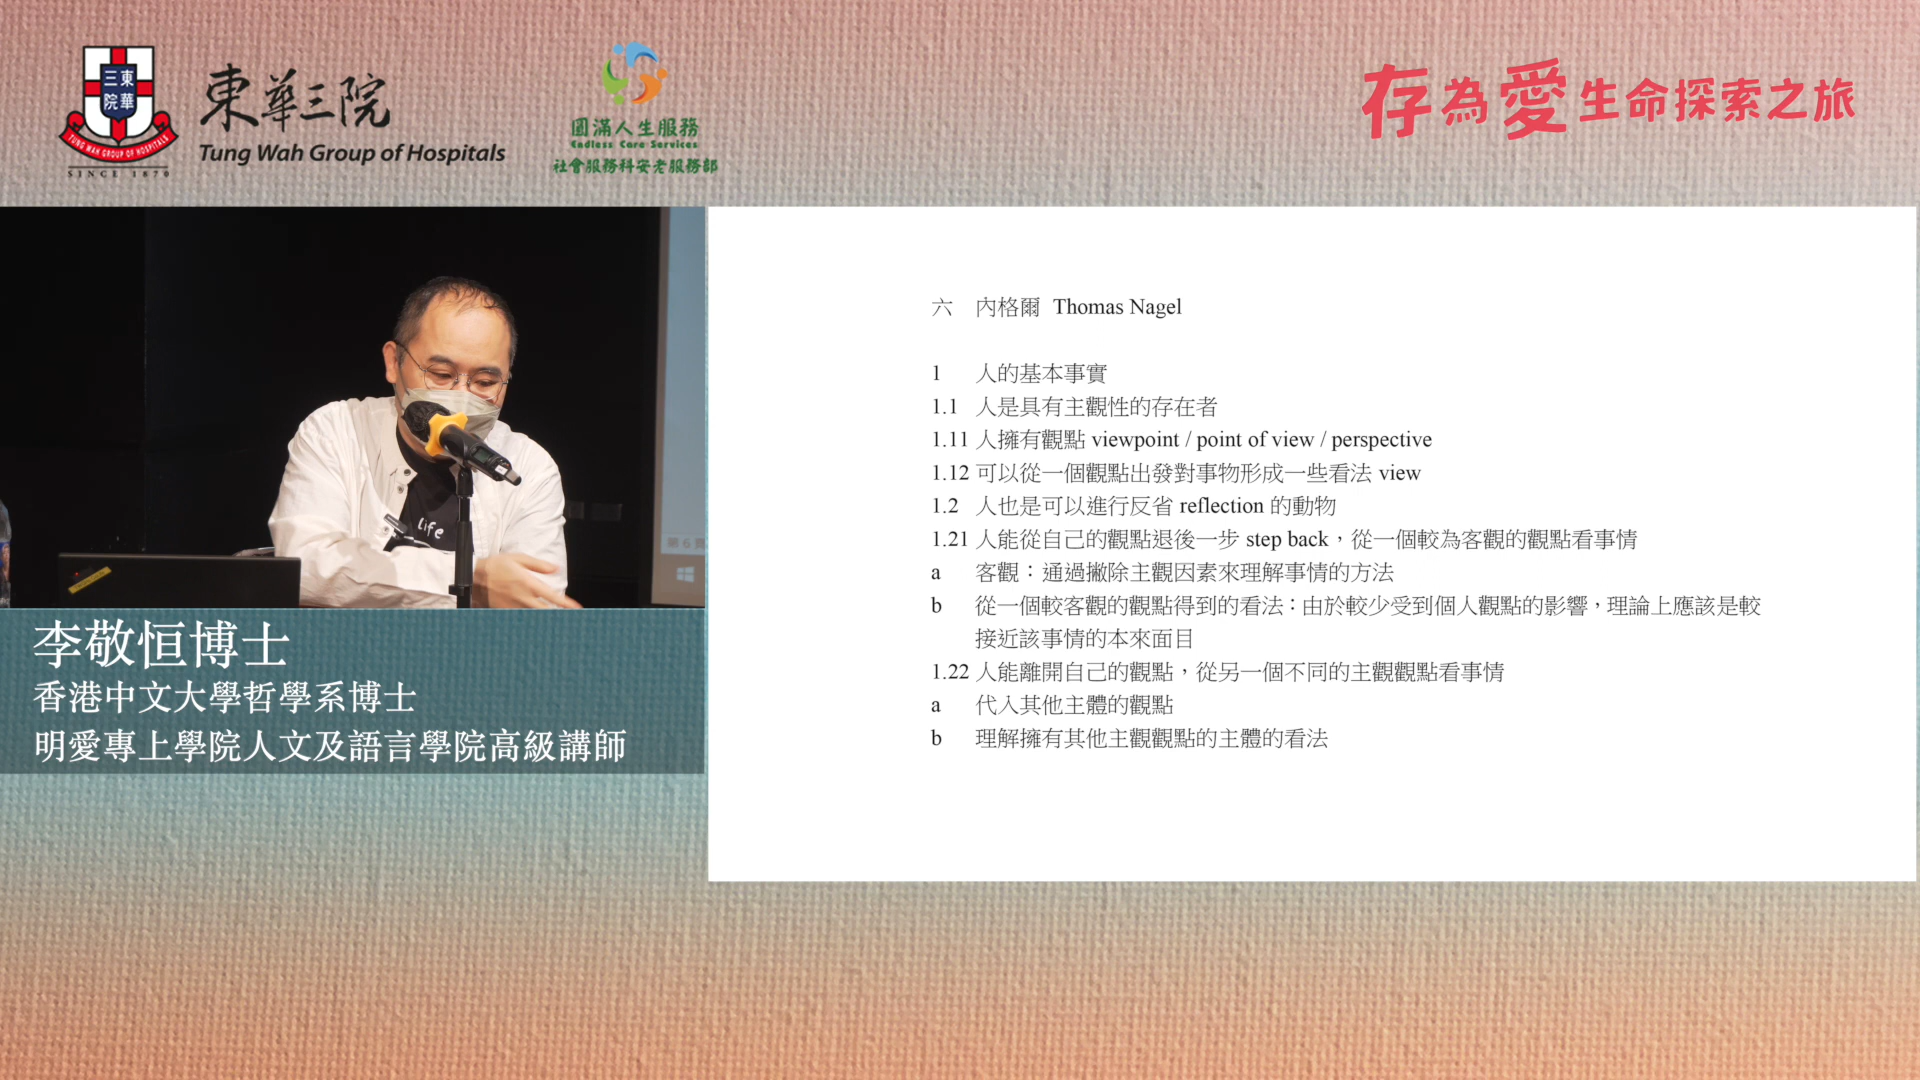 東華三院
東華三院
TUNG WAH GROUP OF HOSPITALS
SINCE 1870
Tung Wah Group of Hospitals
圓滿人生服務
Endless Care Services
社會服務科安老服務部
存為愛生命探索之旅
life
第6頁
李敬恒博士
香港中文大學哲學系博士
明愛專上學院人文及語言學院高級講師
六 內格爾 Thomas Nagel
1 人的基本事實
1.1 人是具有主觀性的存在者
1.11 人擁有觀點 viewpoint / point of view / perspective
1.12 可以從一個觀點出發對事物形成一些看法 view
1.2 人也是可以進行反省 reflection 的動物
1.21 人能從自己的觀點退後一步 step back，從一個較為客觀的觀點看事情
a 客觀：通過撇除主觀因素來理解事情的方法
b 從一個較客觀的觀點得到的看法：由於較少受到個人觀點的影響，理論上應該是較
接近該事情的本來面目
1.22 人能離開自己的觀點，從另一個不同的主觀觀點看事情
a 代入其他主體的觀點
b 理解擁有其他主觀觀點的主體的看法